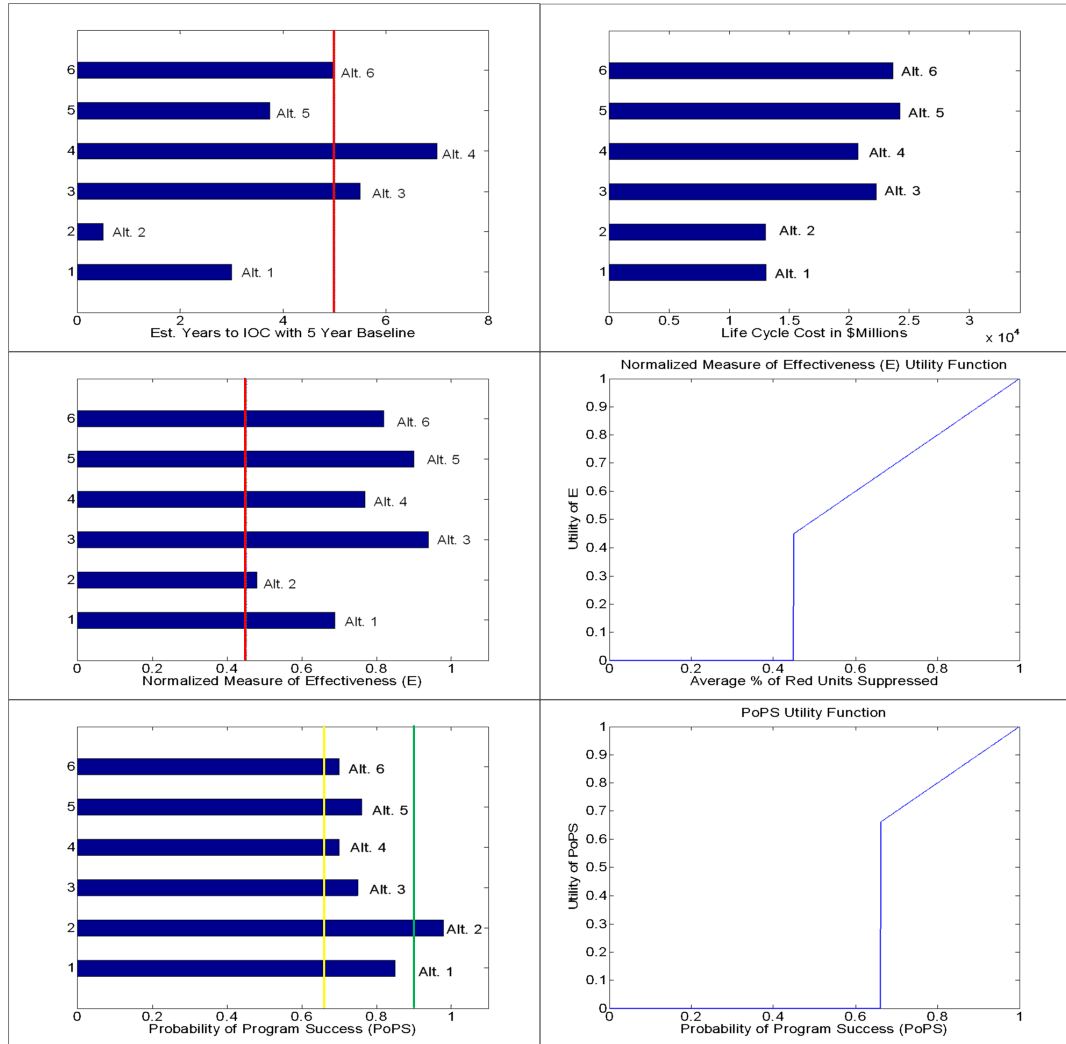 6
Alt. 6
5
Alt. 5
4
Alt. 4
3
Alt. 3
2
Alt. 2
1
Alt. 1
0 2 4 6 8
Est. Years to IOC with 5 Year Baseline
6
Alt. 6
5
Alt. 5
4
Alt. 4
3
Alt. 3
2
Alt. 2
1
Alt. 1
0 0.5 1 1.5 2 2.5 3
Life Cycle Cost in $Millions
x 10^4
6
Alt. 6
5
Alt. 5
4
Alt. 4
3
Alt. 3
2
Alt. 2
1
Alt. 1
0 0.2 0.4 0.6 0.8 1
Normalized Measure of Effectiveness (E)
Normalized Measure of Effectiveness (E) Utility Function
1
0.9
0.8
0.7
0.6
0.5
0.4
0.3
0.2
0.1
0
Utility of E
0 0.2 0.4 0.6 0.8 1
Average % of Red Units Suppressed
6
Alt. 6
5
Alt. 5
4
Alt. 4
3
Alt. 3
2
Alt. 2
1
Alt. 1
0 0.2 0.4 0.6 0.8 1
Probability of Program Success (PoPS)
PoPS Utility Function
1
0.9
0.8
0.7
0.6
0.5
0.4
0.3
0.2
0.1
0
Utility of PoPS
0 0.2 0.4 0.6 0.8 1
Probability of Program Success (PoPS)